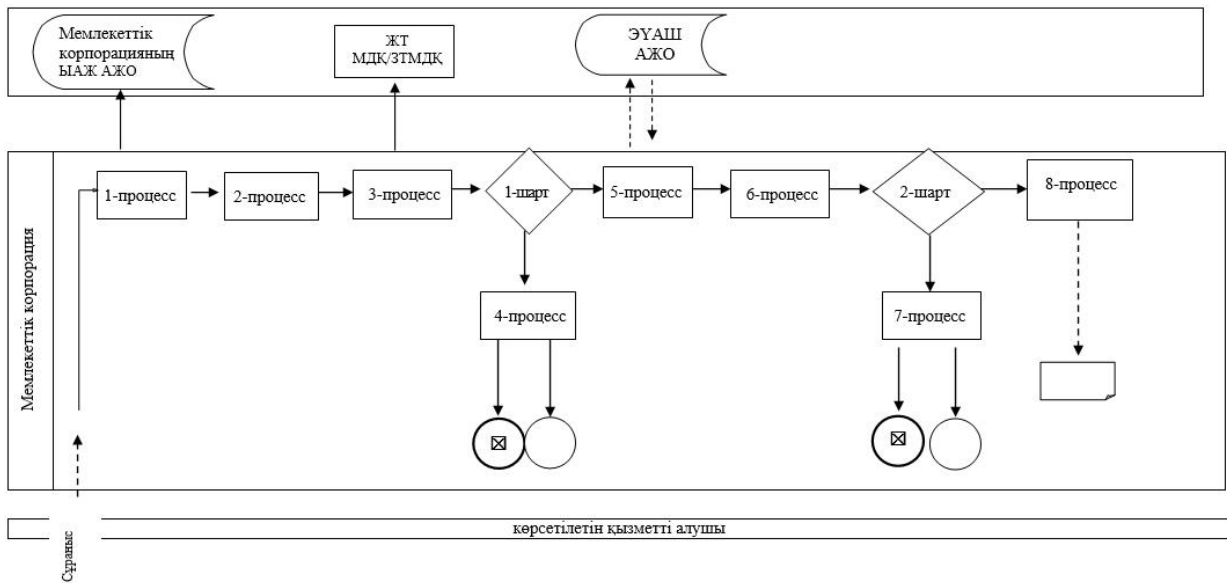 Мемлекеттік
корпорацияның
ЫАЖ АЖО
ЖТ
МДҚ/ЗТМДҚ
ЭҮАШ
АЖО
Мемлекеттік корпорация
1-процесс
2-процесс
3-процесс
1-шарт
5-процесс
6-процесс
2-шарт
8-процесс
4-процесс
7-процесс
көрсетілетін қызметті алушы
Сұраныс